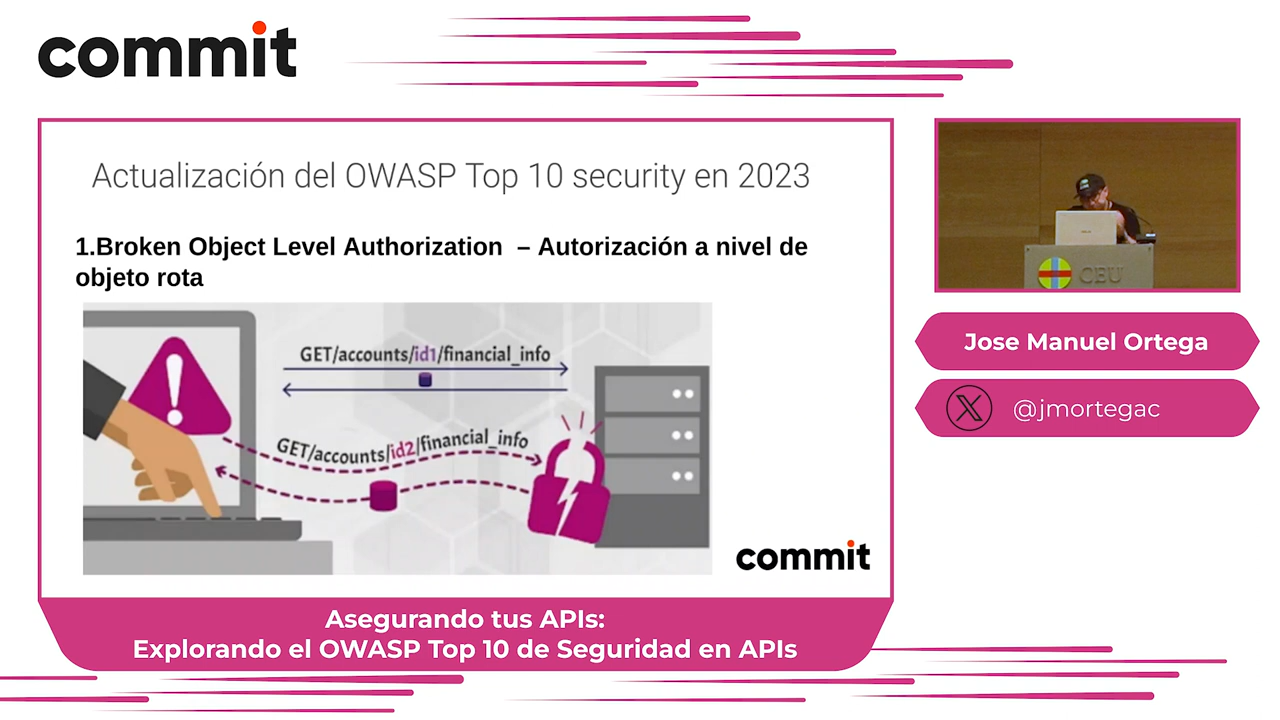 commit
Actualización del OWASP Top 10 security en 2023
1.Broken Object Level Authorization – Autorización a nivel de
objeto rota
GET/accounts/id1/financial_info
GET/accounts/id2/financial_info
commit
Asegurando tus APIs:
Explorando el OWASP Top 10 de Seguridad en APIs
CEU
Jose Manuel Ortega
@jmortegac